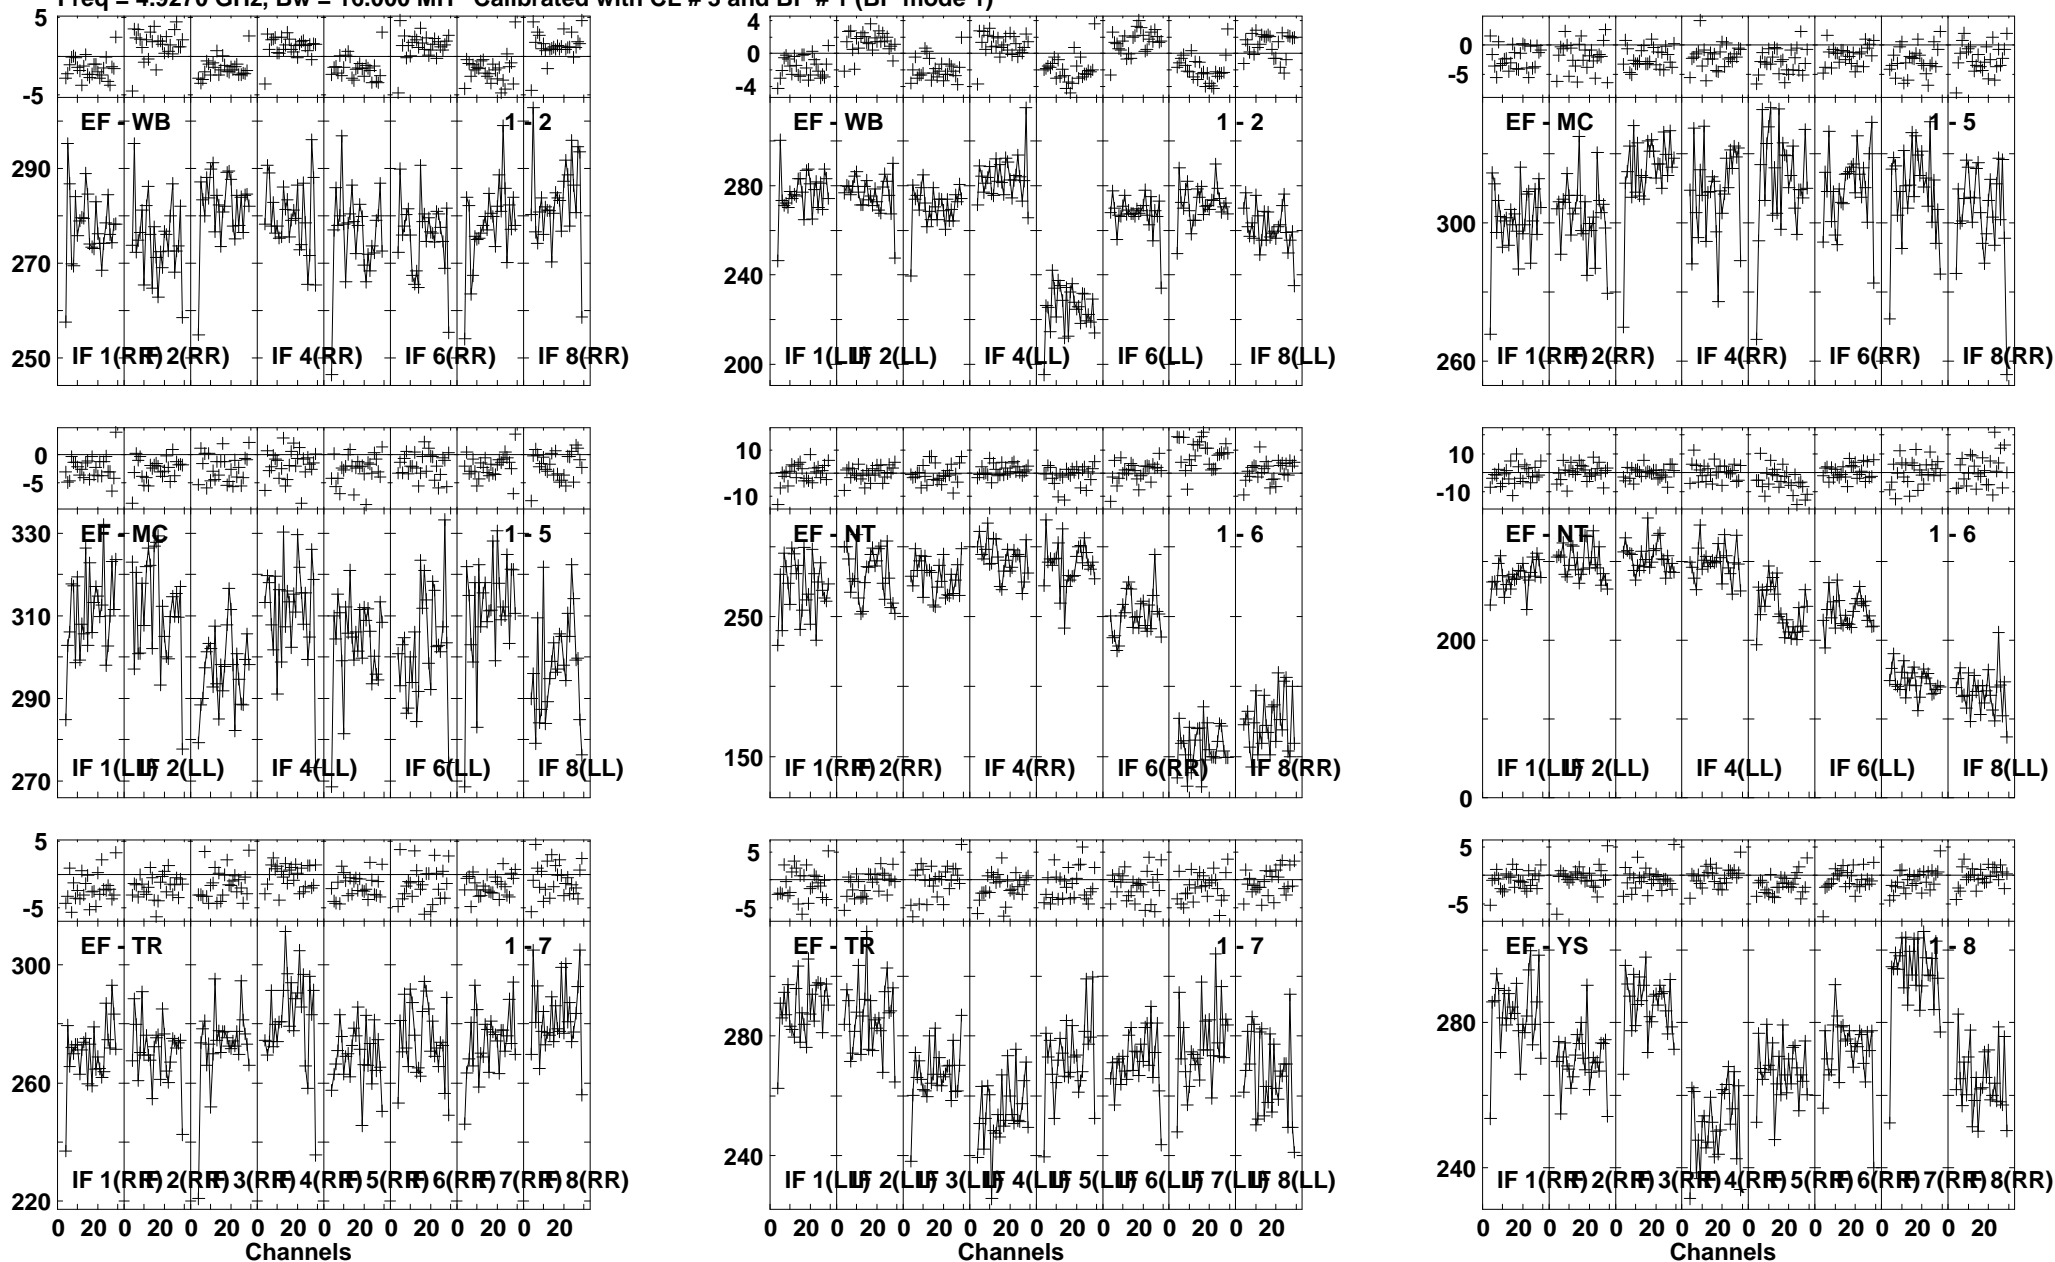 Freq = 4.9270 GHz, Bw = 16.000 MH Calibrated with CL # 3 and BP # 1 (BP mode 1)
5
-5
EF - WB 1 - 2
290
270
250
IF 1(RR) IF 2(RR) IF 4(RR) IF 6(RR) IF 8(RR)
4
0
-4
EF - WB 1 - 2
280
240
200
IF 1(LL) IF 2(LL) IF 4(LL) IF 6(LL) IF 8(LL)
0
-5
EF - MC 1 - 5
300
260
IF 1(RR) IF 2(RR) IF 4(RR) IF 6(RR) IF 8(RR)
0
-5
EF - MC 1 - 5
330
310
290
270
IF 1(LL) IF 2(LL) IF 4(LL) IF 6(LL) IF 8(LL)
10
-10
EF - NT 1 - 6
250
150
IF 1(RR) IF 2(RR) IF 4(RR) IF 6(RR) IF 8(RR)
10
-10
EF - NT 1 - 6
200
0
IF 1(LL) IF 2(LL) IF 4(LL) IF 6(LL) IF 8(LL)
5
-5
EF - TR 1 - 7
300
260
220
IF 1(RR) IF 2(RR) IF 3(RR) IF 4(RR) IF 5(RR) IF 6(RR) IF 7(RR) IF 8(RR)
0 20 0 20 0 20 0 20 0 20 0 20 0 20 0 20
Channels
5
-5
EF - TR 1 - 7
280
240
IF 1(LL) IF 2(LL) IF 3(LL) IF 4(LL) IF 5(LL) IF 6(LL) IF 7(LL) IF 8(LL)
0 20 0 20 0 20 0 20 0 20 0 20 0 20 0 20
Channels
5
-5
EF - YS 1 - 8
280
240
IF 1(RR) IF 2(RR) IF 3(RR) IF 4(RR) IF 5(RR) IF 6(RR) IF 7(RR) IF 8(RR)
0 20 0 20 0 20 0 20 0 20 0 20 0 20 0 20
Channels